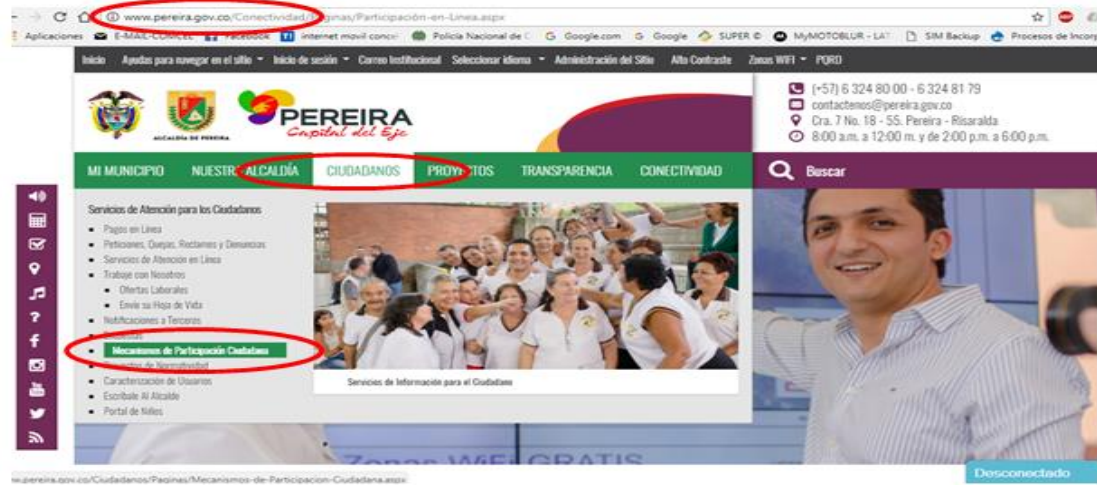 www.pereira.gov.co/Conectividad/Paginas/Participación-en-Linea.aspx
Aplicaciones E-MAIL-COMCEL Facebook internet movil comcel Policía Nacional de C Google.com Google SUPER © MyMOTOBLUR - LAT SIM Backup Procesos de Incorp
Inicio Ayudas para navegar en el sitio Inicio de sesión Correo Institucional Seleccionar idioma Administración del Sitio Alto Contraste Zonas WIFI PQRD
ALCALDÍA DE PEREIRA
PEREIRA
Capital del Eje
(+57) 6 324 80 00 - 6 324 81 79
contactenos@pereira.gov.co
Cra. 7 No. 18 - 55. Pereira - Risaralda
8:00 a.m. a 12:00 m. y de 2:00 p.m. a 6:00 p.m.
MI MUNICIPIO NUESTRA ALCALDÍA CIUDADANOS PROYECTOS TRANSPARENCIA CONECTIVIDAD
Buscar
Servicios de Atención para los Ciudadanos
Pagos en Línea
Peticiones, Quejas, Reclamos y Denuncias
Servicios de Atención en Línea
Trabaje con Nosotros
Ofertas Laborales
Envíe su Hoja de Vida
Notificaciones a Terceros
Encuestas
Mecanismos de Participación Ciudadana
de Normatividad
Caracterización de Usuarios
Escríbale Al Alcalde
Portal de Niños
Servicios de Información para el Ciudadano
Zonas WiFi GRATIS
Desconectado
w.pereira.gov.co/Ciudadanos/Paginas/Mecanismos-de-Participacion-Ciudadana.aspx